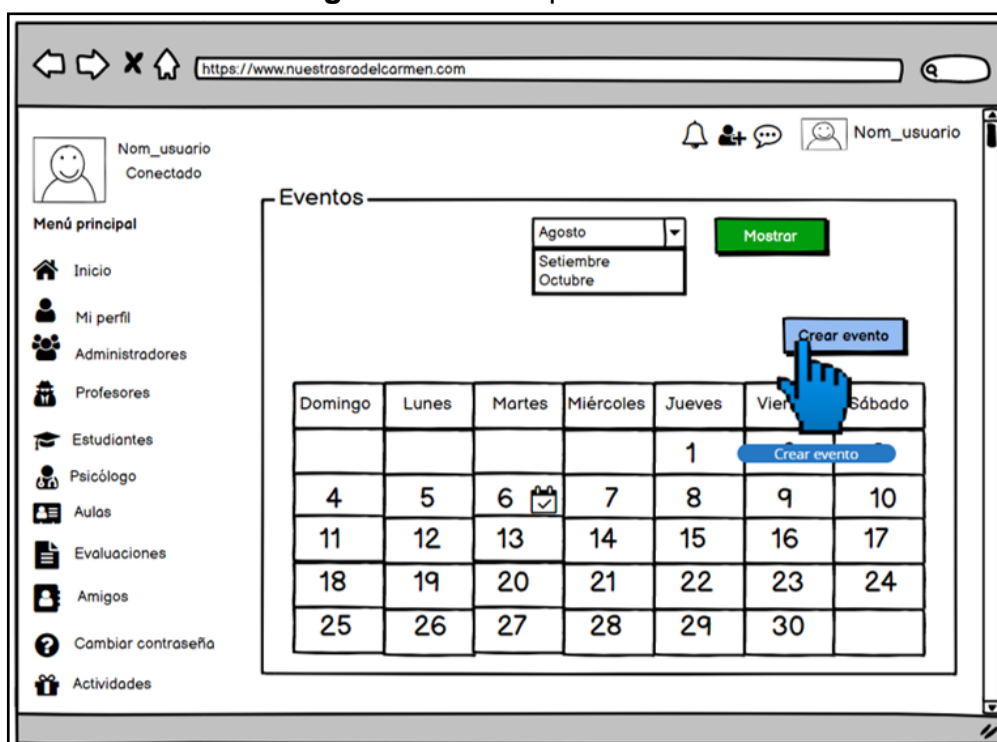 https://www.nuestrasradelcarmen.com
Nom_usuario
Conectado
Nom_usuario
Menú principal
Inicio
Mi perfil
Administradores
Profesores
Estudiantes
Psicólogo
Aulas
Evaluaciones
Amigos
Cambiar contraseña
Actividades
Eventos
Agosto
Setiembre
Octubre
Mostrar
Crear evento
Domingo Lunes Martes Miércoles Jueves Sábado
1
Crear evento
4 5 6 7 8 9 10
11 12 13 14 15 16 17
18 19 20 21 22 23 24
25 26 27 28 29 30